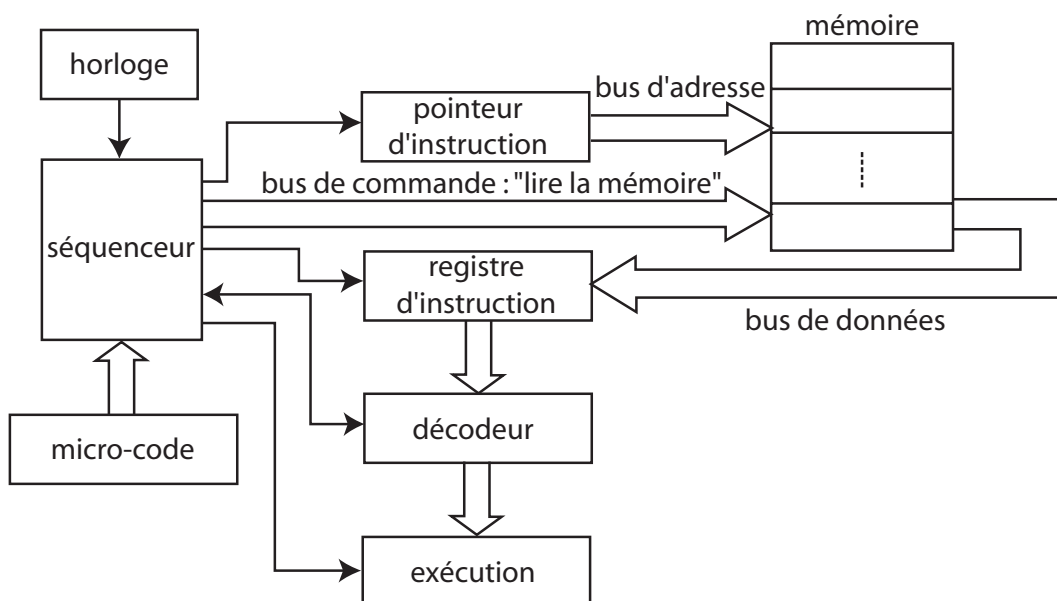 mémoire
horloge
bus d'adresse
pointeur
d'instruction
bus de commande : "lire la mémoire"
séquenceur
registre
d'instruction
bus de données
décodeur
micro-code
exécution